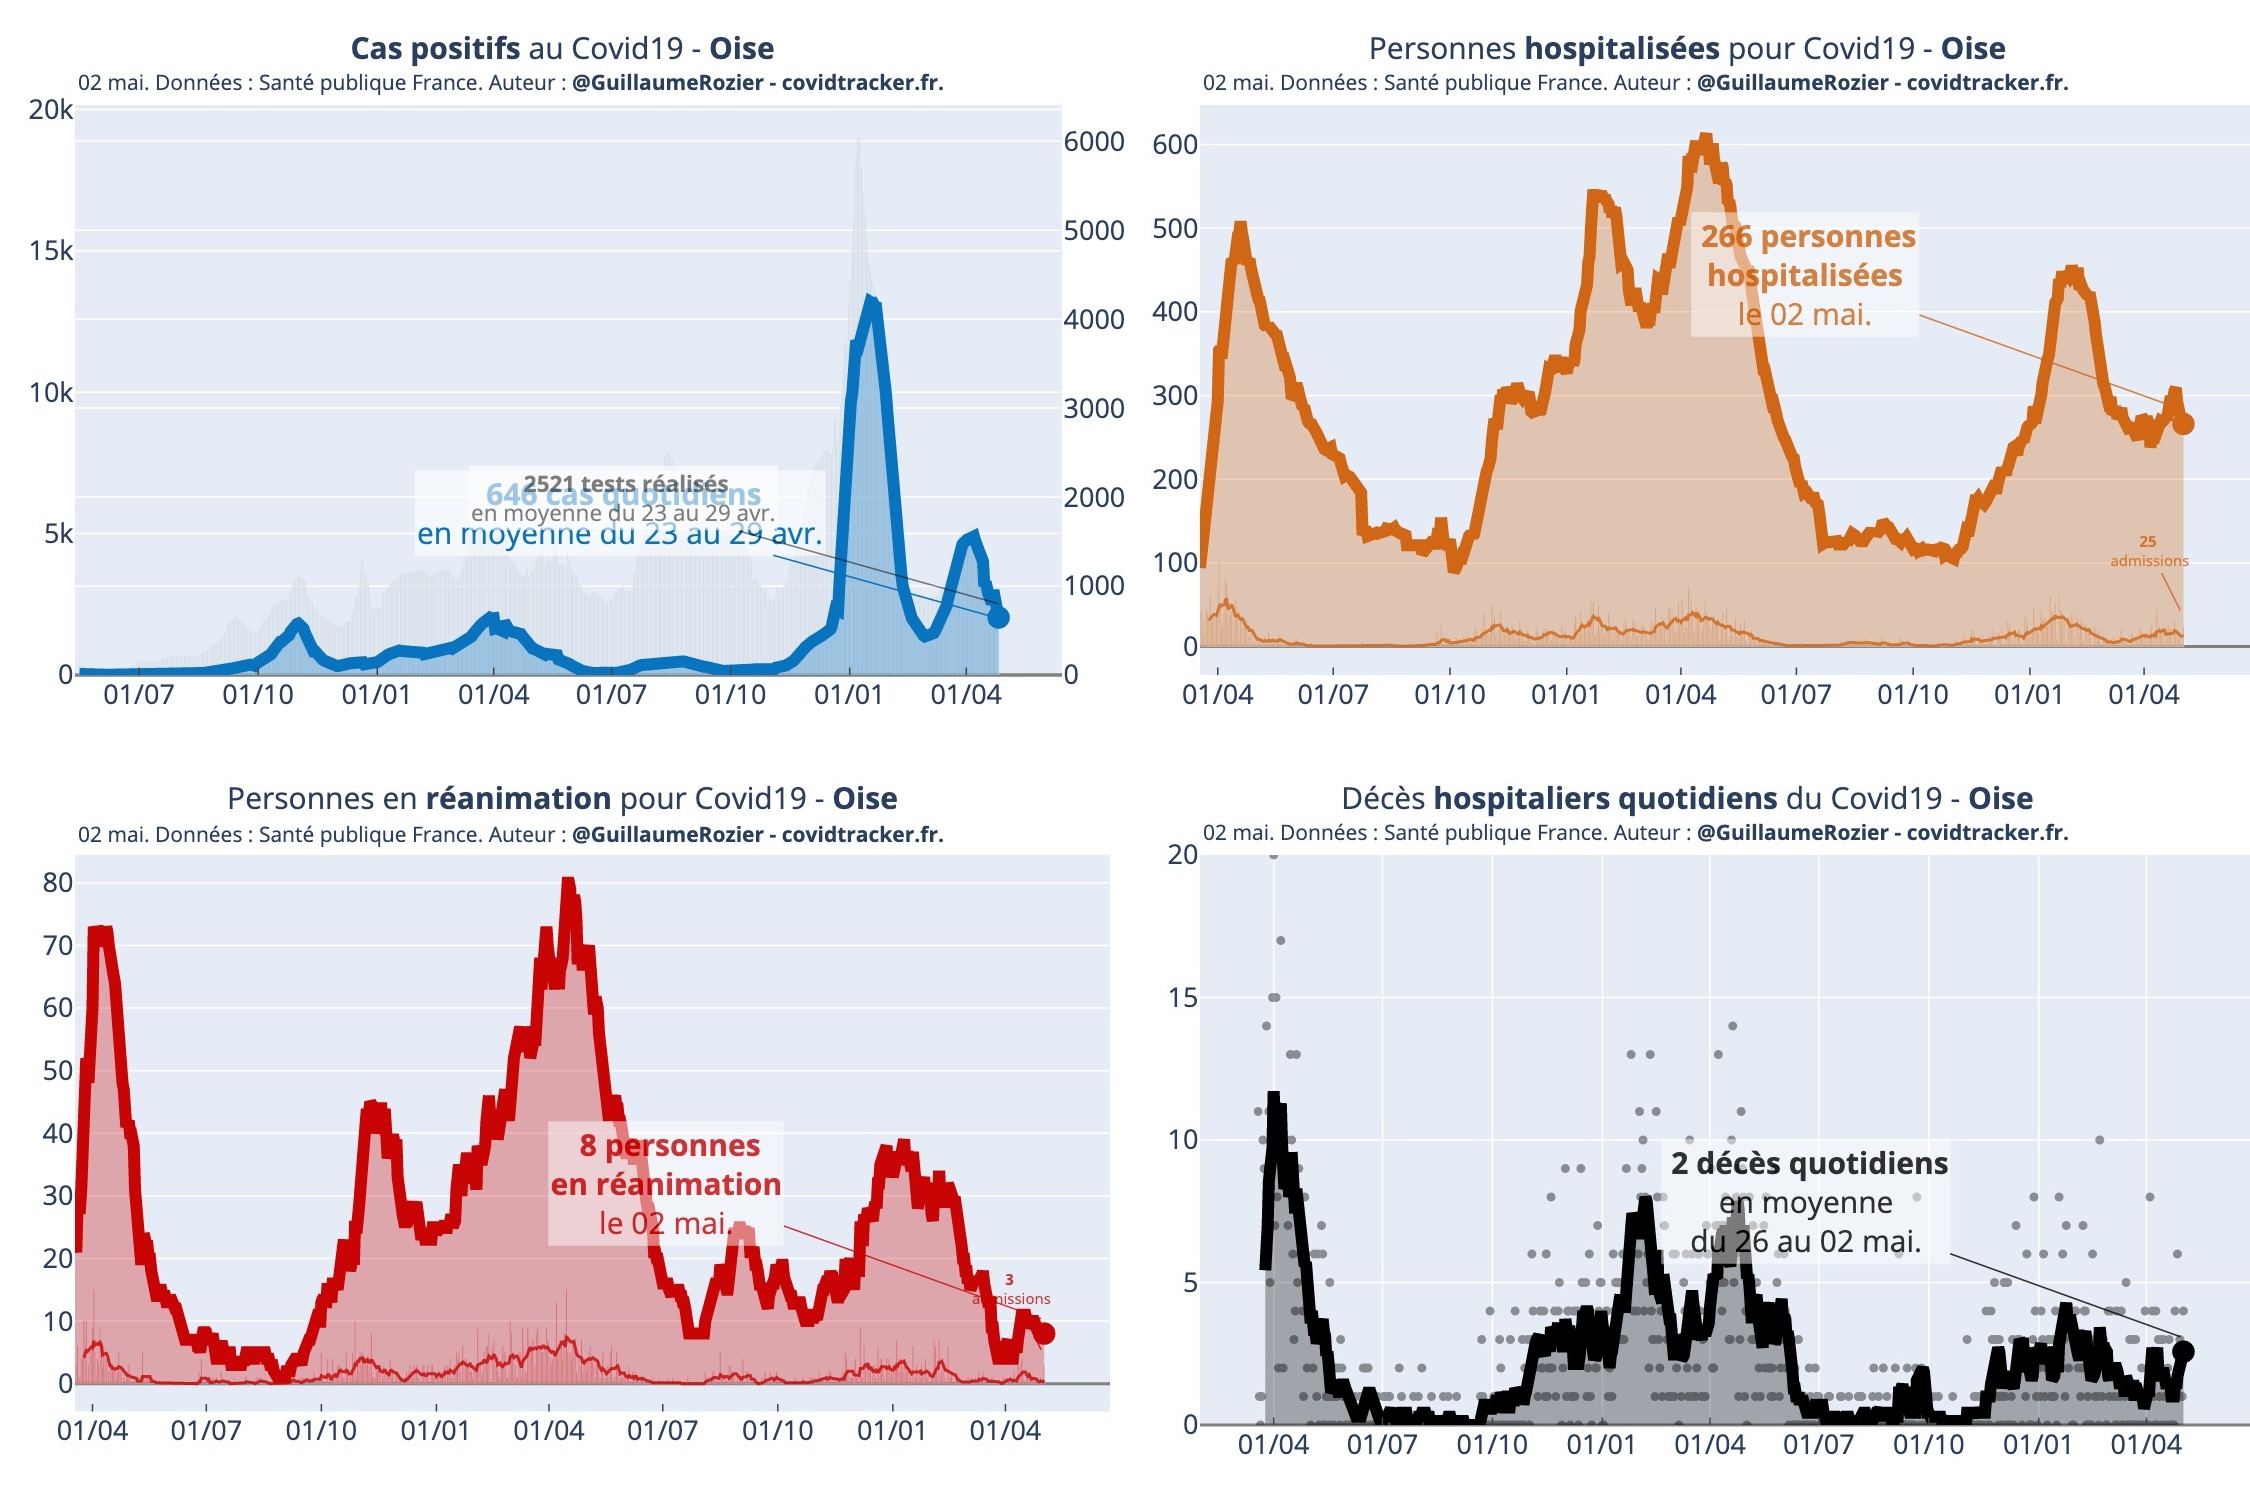 Cas positifs au Covid19 - Oise
02 mai. Données : Santé publique France. Auteur : @GuillaumeRozier - covidtracker.fr.
20k
15k
10k
5k
0
6000
5000
4000
3000
2000
1000
0
2521 tests réalisés
en moyenne du 23 au 29 avr.
646 cas quotidiens
en moyenne du 23 au 29 avr.
01/07 01/10 01/01 01/04 01/07 01/10 01/01 01/04
Personnes hospitalisées pour Covid19 - Oise
02 mai. Données : Santé publique France. Auteur : @GuillaumeRozier - covidtracker.fr.
600
500
400
300
200
100
0
266 personnes
hospitalisées
le 02 mai.
25
admissions
01/04 01/07 01/10 01/01 01/04 01/07 01/10 01/01 01/04
Personnes en réanimation pour Covid19 - Oise
02 mai. Données : Santé publique France. Auteur : @GuillaumeRozier - covidtracker.fr.
80
70
60
50
40
30
20
10
0
8 personnes
en réanimation
le 02 mai.
3
admissions
01/04 01/07 01/10 01/01 01/04 01/07 01/10 01/01 01/04
Décès hospitaliers quotidiens du Covid19 - Oise
02 mai. Données : Santé publique France. Auteur : @GuillaumeRozier - covidtracker.fr.
20
15
10
5
0
2 décès quotidiens
en moyenne
du 26 au 02 mai.
01/04 01/07 01/10 01/01 01/04 01/07 01/10 01/01 01/04